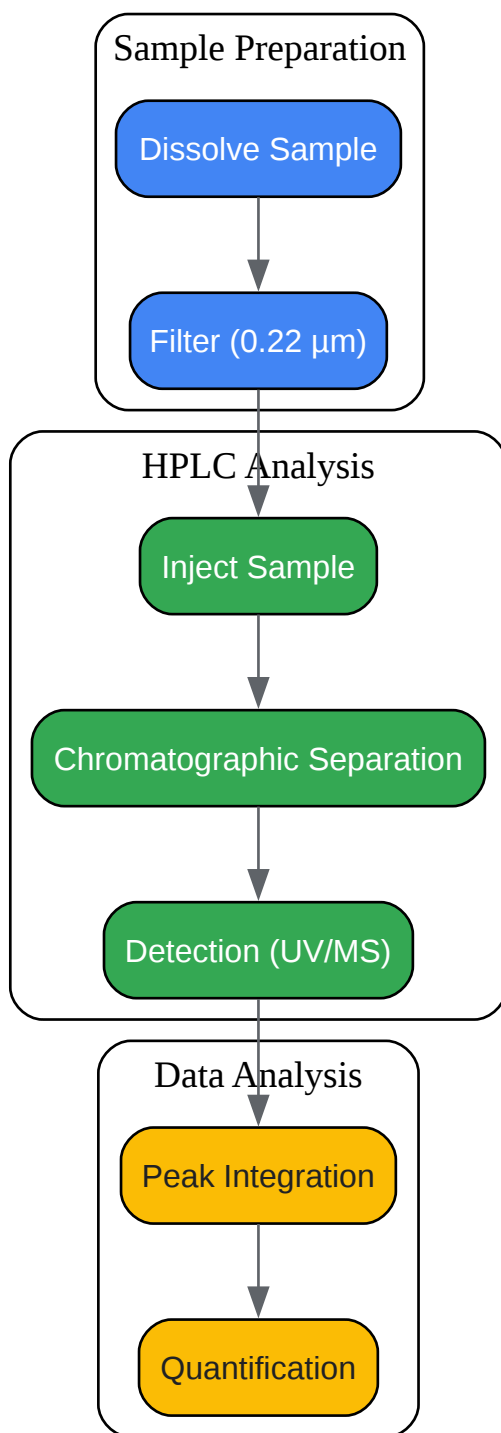 Sample Preparation
Dissolve Sample
Filter (0.22 µm)
HPLC Analysis
Inject Sample
Chromatographic Separation
Detection (UV/MS)
Data Analysis
Peak Integration
Quantification